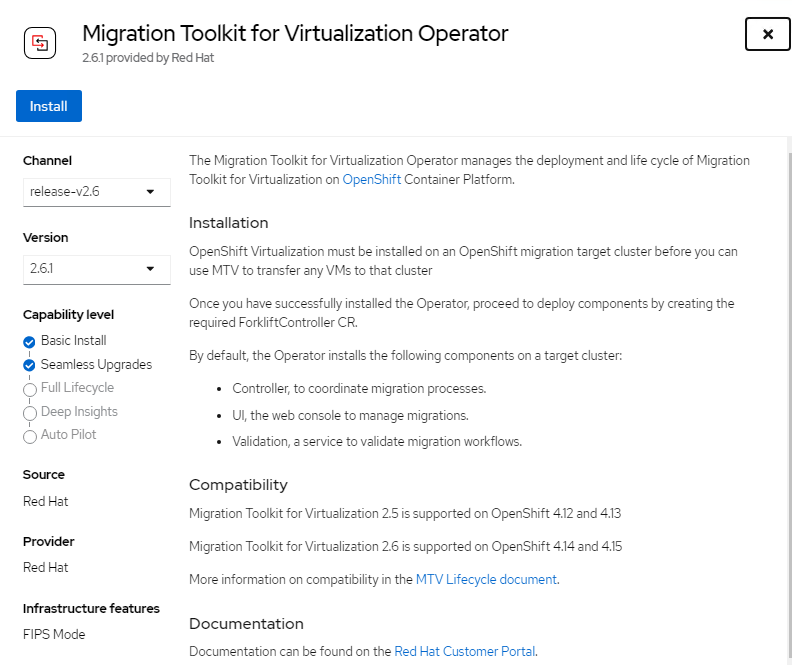 Migration Toolkit for Virtualization Operator
2.6.1 provided by Red Hat
Install
Channel
release-v2.6
Version
2.6.1
Capability level
Basic Install
Seamless Upgrades
Full Lifecycle
Deep Insights
Auto Pilot
Source
Red Hat
Provider
Red Hat
Infrastructure features
FIPS Mode
The Migration Toolkit for Virtualization Operator manages the deployment and life cycle of Migration
Toolkit for Virtualization on OpenShift Container Platform.
Installation
OpenShift Virtualization must be installed on an OpenShift migration target cluster before you can
use MTV to transfer any VMs to that cluster
Once you have successfully installed the Operator, proceed to deploy components by creating the
required ForkliftController CR.
By default, the Operator installs the following components on a target cluster:
• Controller, to coordinate migration processes.
• UI, the web console to manage migrations.
• Validation, a service to validate migration workflows.
Compatibility
Migration Toolkit for Virtualization 2.5 is supported on OpenShift 4.12 and 4.13
Migration Toolkit for Virtualization 2.6 is supported on OpenShift 4.14 and 4.15
More information on compatibility in the MTV Lifecycle document.
Documentation
Documentation can be found on the Red Hat Customer Portal.